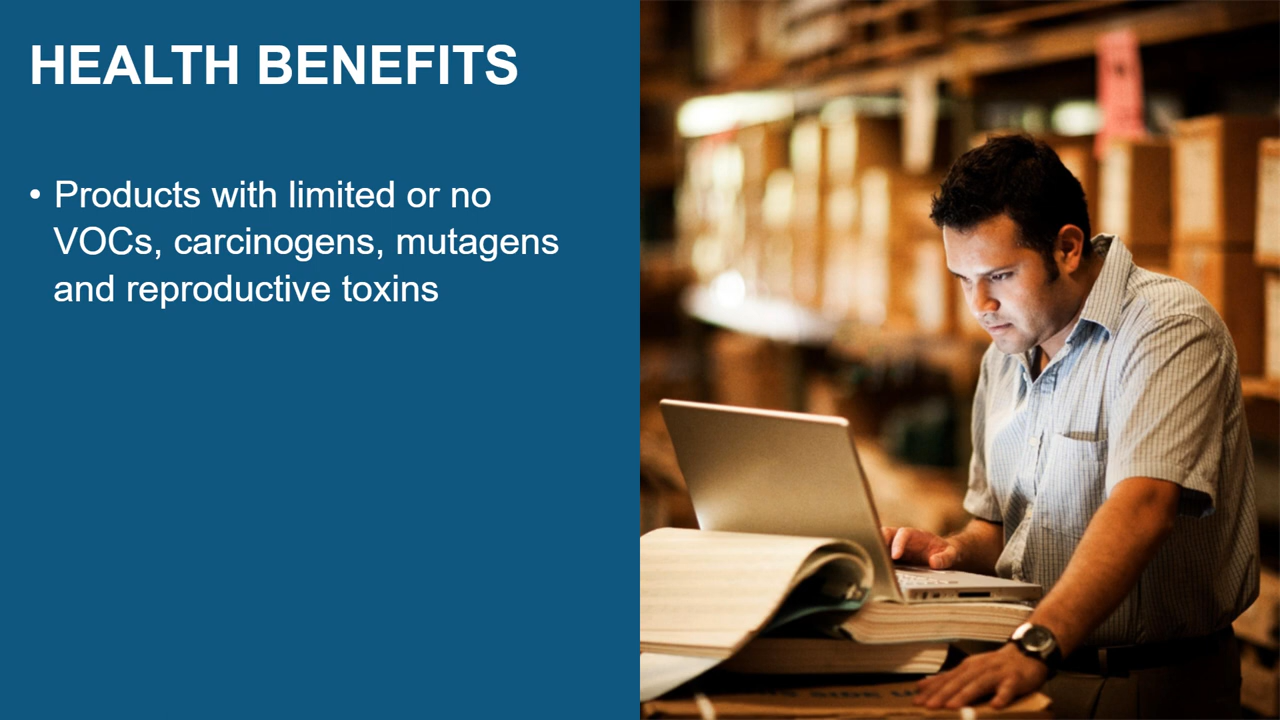 HEALTH BENEFITS
• Products with limited or no
VOCs, carcinogens, mutagens
and reproductive toxins